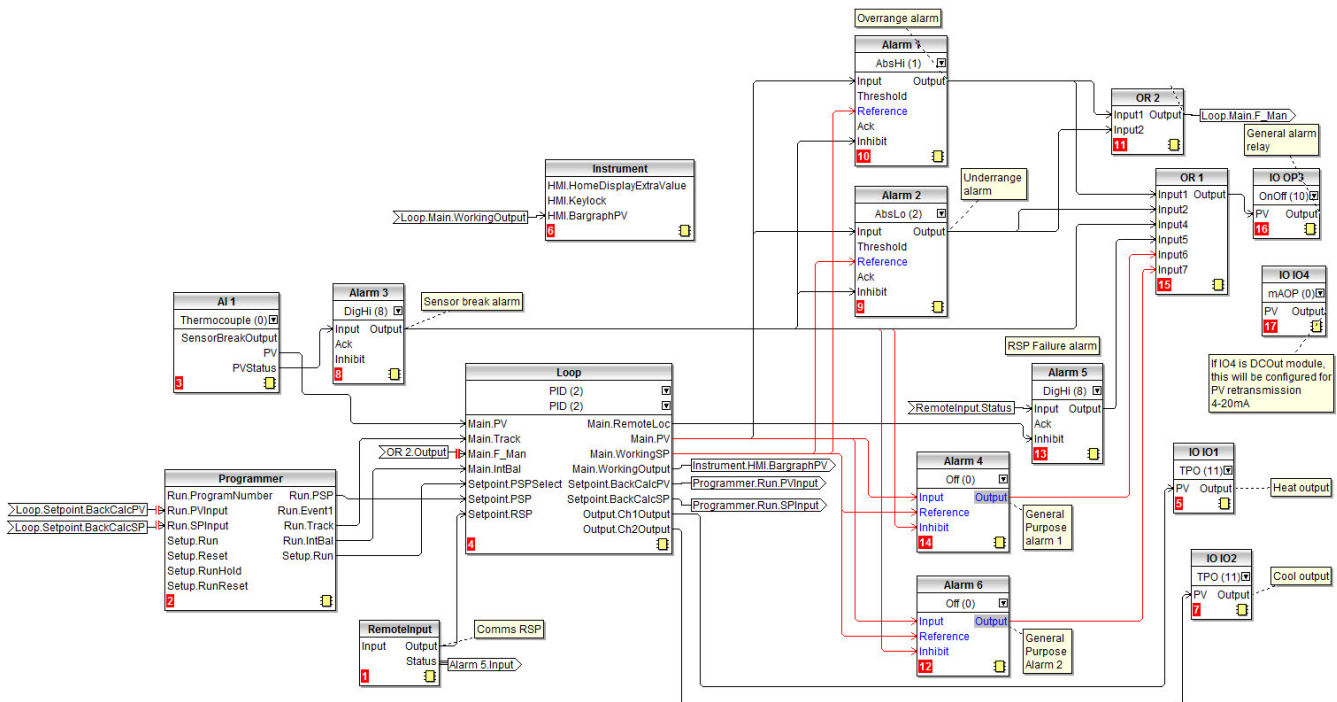 Overrange alarm
Alarm 1
AbsHi (1)
Input Output
Threshold
Reference
Ack
Inhibit
10
OR 2
Input1 Output
Input2
11
Loop.Main.F_Man
General alarm
relay
Instrument
HMI.HomeDisplayExtraValue
HMI.Keylock
HMI.BargraphPV
6
Loop.Main.WorkingOutput
Underrange
alarm
Alarm 2
AbsLo (2)
Input Output
Threshold
Reference
Ack
Inhibit
9
OR 1
Input1 Output
Input2
Input4
Input5
Input6
Input7
15
IO OP3
OnOff (10)
PV Output
16
IO IO4
mAOP (0)
PV Output
17
If IO4 is DCOut module,
this will be configured for
PV retransmission
4-20mA
AI 1
Thermocouple (0)
SensorBreakOutput
PV
PVStatus
3
Alarm 3
DigHi (8)
Input Output
Ack
Inhibit
8
Sensor break alarm
RSP Failure alarm
Alarm 5
DigHi (8)
Input Output
Ack
Inhibit
13
RemoteInput.Status
Loop
PID (2)
PID (2)
Main.PV Main.RemoteLoc
Main.Track Main.PV
Main.F_Man Main.WorkingSP
Main.IntBal Main.WorkingOutput
Setpoint.PSPSelect Setpoint.BackCalcPV
Setpoint.PSP Setpoint.BackCalcSP
Setpoint.RSP Output.Ch1Output
Output.Ch2Output
4
OR 2.Output
Instrument.HMI.BargraphPV
Programmer.Run.PVInput
Programmer.Run.SPInput
Programmer
Run.ProgramNumber Run.PSP
Run.PVInput Run.Event1
Run.SPInput Run.Track
Setup.Run Run.IntBal
Setup.Reset Setup.Run
Setup.RunHold
Setup.RunReset
2
Loop.Setpoint.BackCalcPV
Loop.Setpoint.BackCalcSP
Alarm 4
Off (0)
Input Output
Reference
Inhibit
14
General
Purpose
alarm 1
IO IO1
TPO (11)
PV Output
5
Heat output
IO IO2
TPO (11)
PV Output
7
Cool output
Alarm 6
Off (0)
Input Output
Reference
Inhibit
12
General
Purpose
Alarm 2
RemoteInput
Input Output
Status
1
Comms RSP
Alarm 5.Input